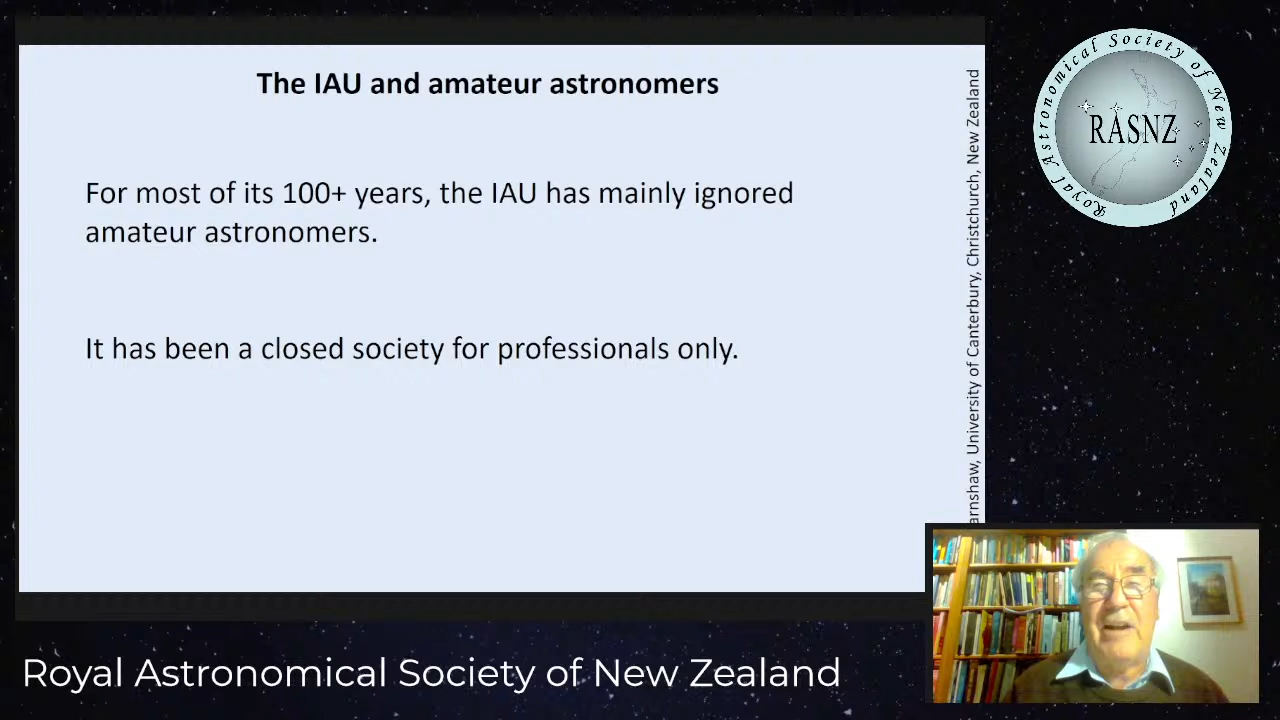 The IAU and amateur astronomers
For most of its 100+ years, the IAU has mainly ignored
amateur astronomers.
It has been a closed society for professionals only.
arnshaw, University of Canterbury, Christchurch, New Zealand
Royal Astronomical Society of New Zealand
RASNZ
Royal Astronomical Society of New Zealand